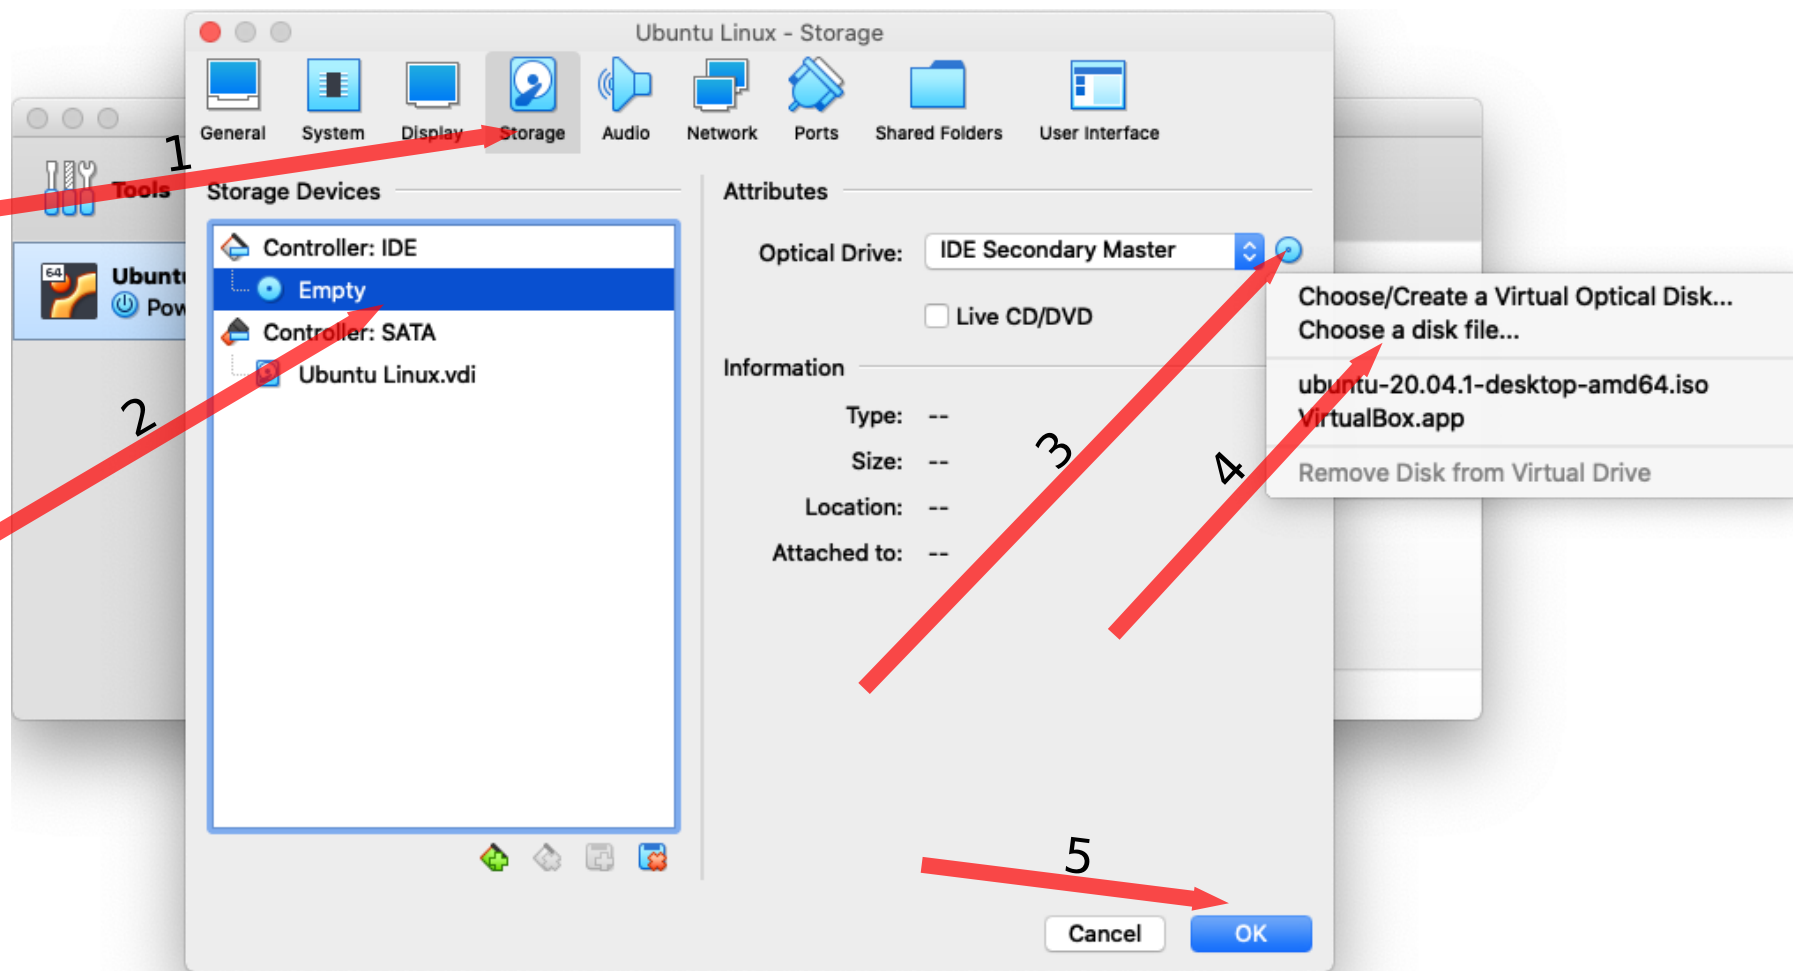 Ubuntu Linux - Storage
General System Display Storage Audio Network Ports Shared Folders User Interface
1
Tools
Storage Devices
Attributes
Controller: IDE
Optical Drive: IDE Secondary Master
64
Empty
Choose/Create a Virtual Optical Disk...
Live CD/DVD
Choose a disk file...
Controller: SATA
Information
Ubuntu Linux.vdi
ubuntu-20.04.1-desktop-amd64.iso
2
Type: --
VirtualBox.app
3
4
Size: --
Remove Disk from Virtual Drive
Location: --
Attached to: --
5
Cancel OK